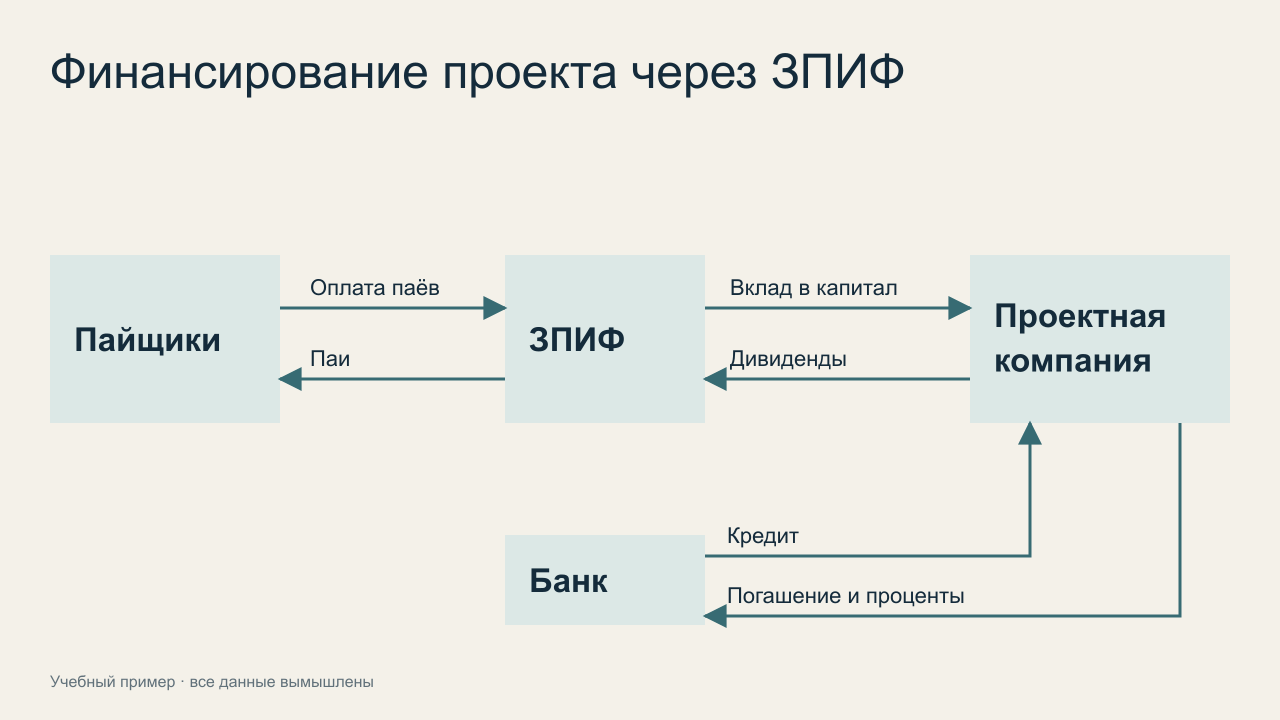 Финансирование проекта через ЗПИФ
Оплата паёв
Вклад в капитал
Пайщики
ЗПИФ
Проектная
компания
Паи
Дивиденды
Кредит
Банк
Погашение и проценты
Учебный пример · все данные вымышлены